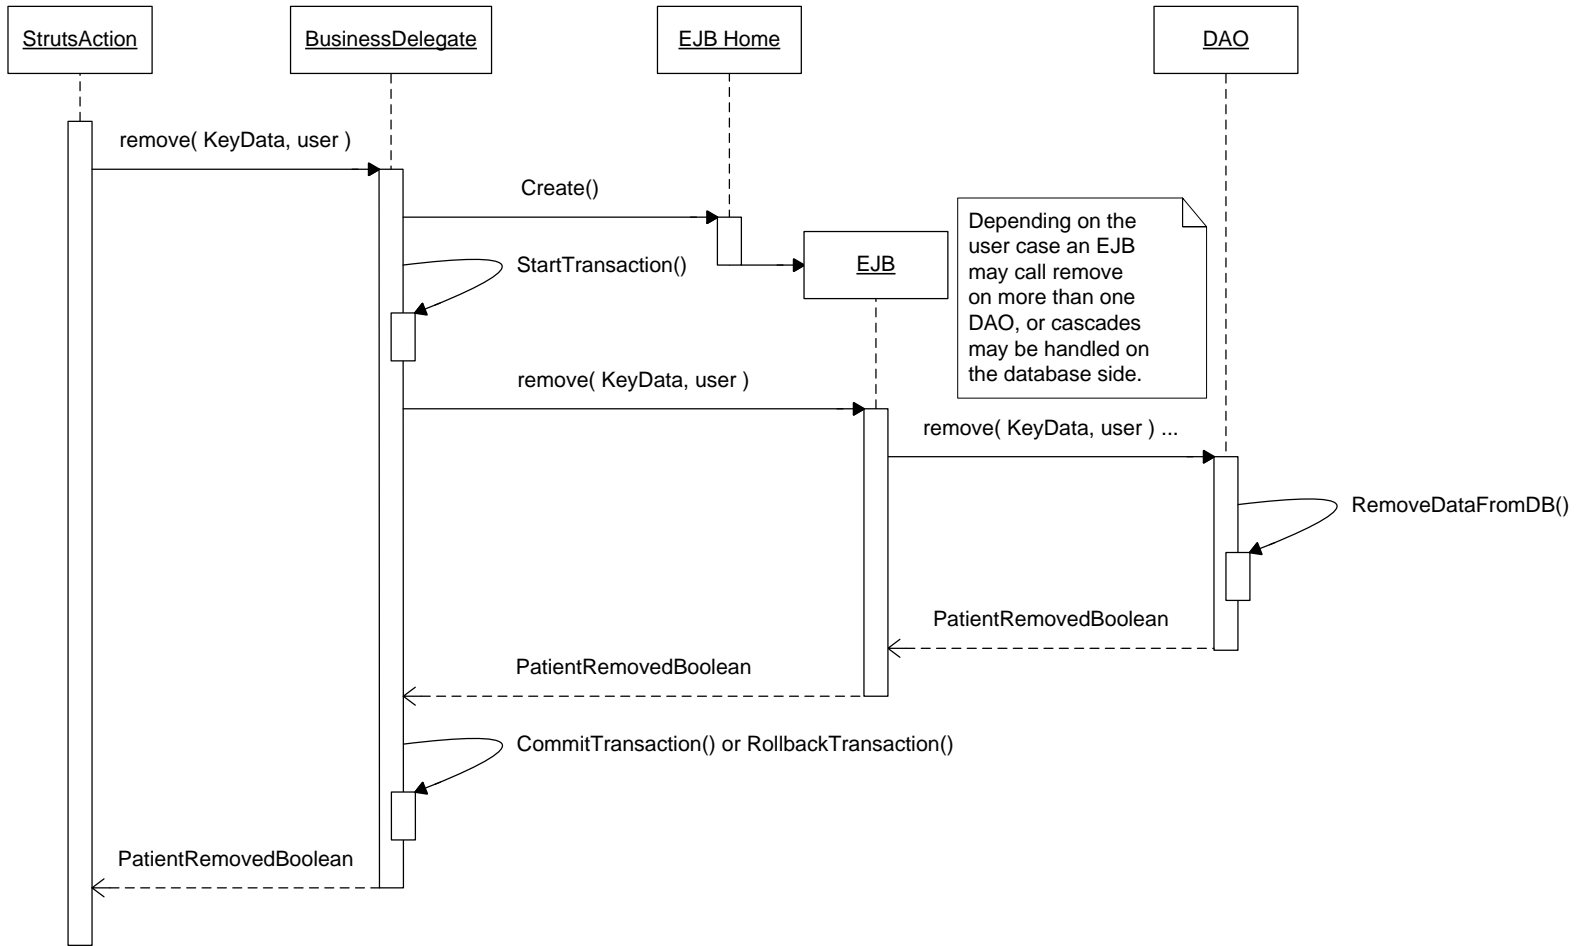 StrutsAction
BusinessDelegate
EJB Home
DAO
remove( KeyData, user )
Create()
StartTransaction()
EJB
Depending on the
user case an EJB
may call remove
on more than one
DAO, or cascades
may be handled on
the database side.
remove( KeyData, user )
remove( KeyData, user ) ...
RemoveDataFromDB()
PatientRemovedBoolean
PatientRemovedBoolean
CommitTransaction() or RollbackTransaction()
PatientRemovedBoolean